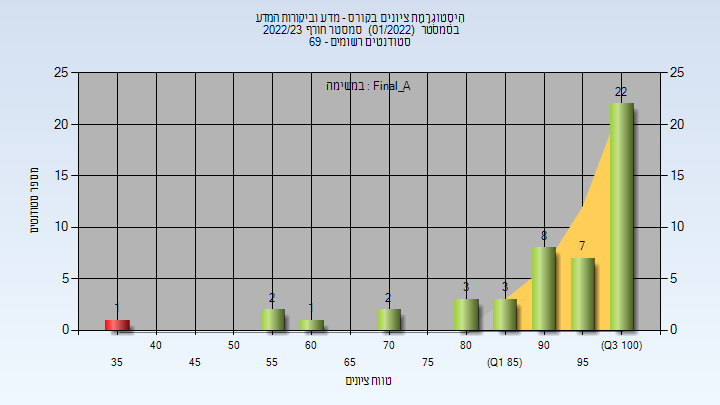 היסטוגרמת ציונים בקורס - מדע וביקורות המדע
בסמסטר (01/2022) סמסטר חורף 2022/23
סטודנטים רשומים - 69
במשימה : Final_A
מספר סטודנטים
25 25
20 20
15 15
10 10
5 5
0 0
1 2 1 2 3 3 8 7 22
40 50 60 70 80 90 (Q3 100)
35 45 55 65 75 (Q1 85) 95
טווח ציונים